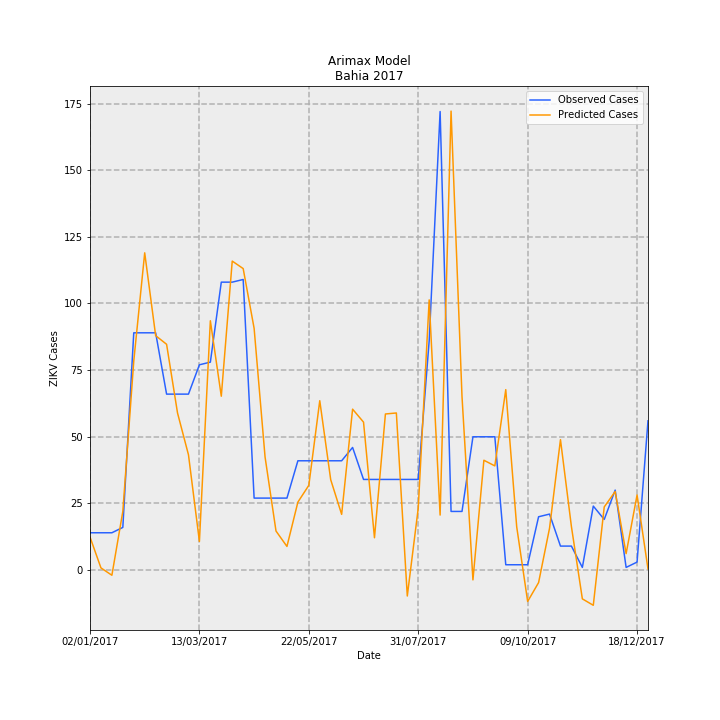 Arimax Model
Bahia 2017
Observed Cases
Predicted Cases
175
150
125
100
75
50
25
0
ZIKV Cases
02/01/2017
13/03/2017
22/05/2017
31/07/2017
09/10/2017
18/12/2017
Date